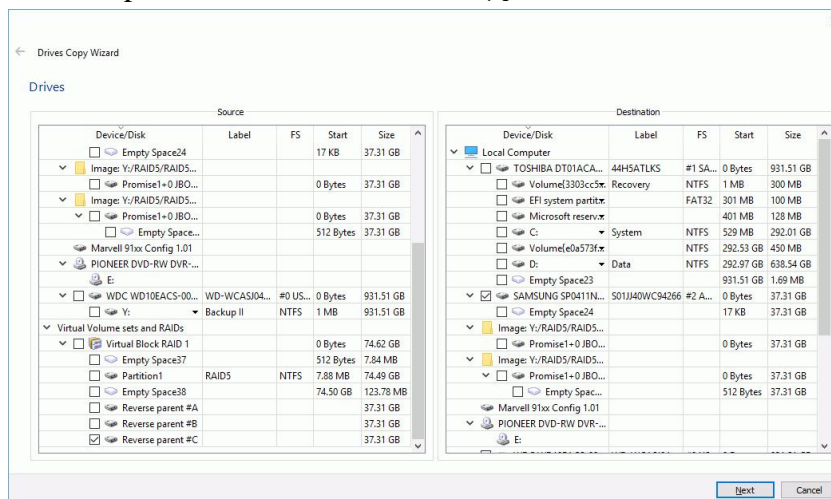 Drives Copy Wizard
Drives
Source
Device/Disk Label FS Start Size
Empty Space24 17 KB 37.31 GB
Image: Y:/RAID5/RAID5...
Promise1+0 JBO... 0 Bytes 37.31 GB
Image: Y:/RAID5/RAID5...
Promise1+0 JBO... 0 Bytes 37.31 GB
Empty Space... 512 Bytes 37.31 GB
Marvell 91xx Config 1.01
PIONEER DVD-RW DVR-...
E:
WDC WD10EACS-00... WD-WCASJ04... #0 US... 0 Bytes 931.51 GB
Y: Backup II NTFS 1 MB 931.51 GB
Virtual Volume sets and RAIDs
Virtual Block RAID 1 0 Bytes 74.62 GB
Empty Space37 512 Bytes 7.84 MB
Partition1 RAID5 NTFS 7.88 MB 74.49 GB
Empty Space38 74.50 GB 123.78 MB
Reverse parent #A 37.31 GB
Reverse parent #B 37.31 GB
Reverse parent #C 37.31 GB
Destination
Device/Disk Label FS Start Size
Local Computer
TOSHIBA DT01ACA... 44H5ATLKS #1 SA... 0 Bytes 931.51 GB
Volume{3303cc5... Recovery NTFS 1 MB 300 MB
EFI system partit... FAT32 301 MB 100 MB
Microsoft reserv... 401 MB 128 MB
C: System NTFS 529 MB 292.01 GB
Volume{e0a573f... NTFS 292.53 GB 450 MB
D: Data NTFS 292.97 GB 638.54 GB
Empty Space23 931.51 GB 1.69 MB
SAMSUNG SP0411N... S01JJ40WC94266 #2 A... 0 Bytes 37.31 GB
Empty Space24 17 KB 37.31 GB
Image: Y:/RAID5/RAID5...
Promise1+0 JBO... 0 Bytes 37.31 GB
Image: Y:/RAID5/RAID5...
Promise1+0 JBO... 0 Bytes 37.31 GB
Empty Spac... 512 Bytes 37.31 GB
Marvell 91xx Config 1.01
PIONEER DVD-RW DVR-...
E:
Next Cancel